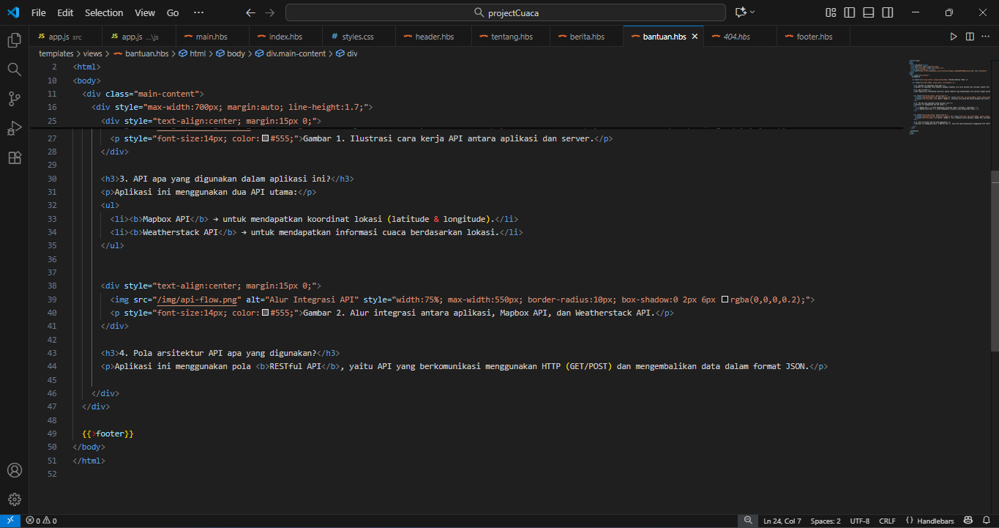 File Edit Selection View Go ··· ← → projectCuaca
JS app.js src JS app.js ...\js main.hbs index.hbs # styles.css header.hbs tentang.hbs berita.hbs bantuan.hbs × 404.hbs footer.hbs ···
templates > views > bantuan.hbs > html > body > div.main-content > div
2 <html>
10 <body>
11 <div class="main-content">
16 <div style="max-width:700px; margin:auto; line-height:1.7;">
25 <div style="text-align:center; margin:15px 0;">
27 <p style="font-size:14px; color:#555;">Gambar 1. Ilustrasi cara kerja API antara aplikasi dan server.</p>
28 </div>
29
30 <h3>3. API apa yang digunakan dalam aplikasi ini?</h3>
31 <p>Aplikasi ini menggunakan dua API utama:</p>
32 <ul>
33 <li><b>Mapbox API</b> → untuk mendapatkan koordinat lokasi (latitude & longitude).</li>
34 <li><b>Weatherstack API</b> → untuk mendapatkan informasi cuaca berdasarkan lokasi.</li>
35 </ul>
36
37
38 <div style="text-align:center; margin:15px 0;">
39 <img src="/img/api-flow.png" alt="Alur Integrasi API" style="width:75%; max-width:550px; border-radius:10px; box-shadow:0 2px 6px rgba(0,0,0,0.2);">
40 <p style="font-size:14px; color:#555;">Gambar 2. Alur integrasi antara aplikasi, Mapbox API, dan Weatherstack API.</p>
41 </div>
42
43 <h3>4. Pola arsitektur API apa yang digunakan?</h3>
44 <p>Aplikasi ini menggunakan pola <b>RESTful API</b>, yaitu API yang berkomunikasi menggunakan HTTP (GET/POST) dan mengembalikan data dalam format JSON.</p>
45
46 </div>
47 </div>
48
49 {{>footer}}
50 </body>
51 </html>
52
0 0 Ln 24, Col 7 Spaces: 2 UTF-8 CRLF {} Handlebars